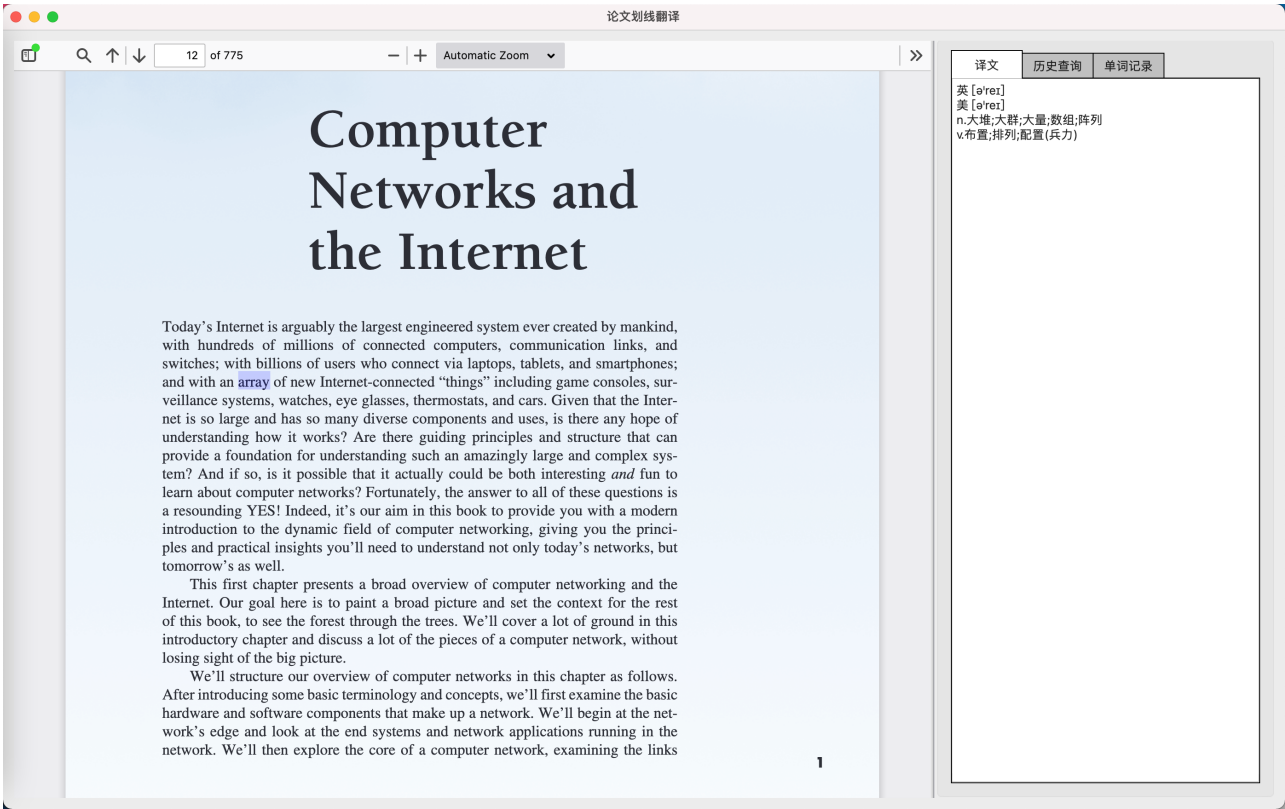 论文划线翻译
12 of 775
Automatic Zoom
译文
历史查询
单词记录
英 [ə'reɪ]
美 [ə'reɪ]
n.大堆;大群;大量;数组;阵列
v.布置;排列;配置(兵力)
Computer
Networks and
the Internet
Today’s Internet is arguably the largest engineered system ever created by mankind,
with hundreds of millions of connected computers, communication links, and
switches; with billions of users who connect via laptops, tablets, and smartphones;
and with an array of new Internet-connected “things” including game consoles, sur-
veillance systems, watches, eye glasses, thermostats, and cars. Given that the Inter-
net is so large and has so many diverse components and uses, is there any hope of
understanding how it works? Are there guiding principles and structure that can
provide a foundation for understanding such an amazingly large and complex sys-
tem? And if so, is it possible that it actually could be both interesting and fun to
learn about computer networks? Fortunately, the answer to all of these questions is
a resounding YES! Indeed, it’s our aim in this book to provide you with a modern
introduction to the dynamic field of computer networking, giving you the princi-
ples and practical insights you’ll need to understand not only today’s networks, but
tomorrow’s as well.
This first chapter presents a broad overview of computer networking and the
Internet. Our goal here is to paint a broad picture and set the context for the rest
of this book, to see the forest through the trees. We’ll cover a lot of ground in this
introductory chapter and discuss a lot of the pieces of a computer network, without
losing sight of the big picture.
We’ll structure our overview of computer networks in this chapter as follows.
After introducing some basic terminology and concepts, we’ll first examine the basic
hardware and software components that make up a network. We’ll begin at the net-
work’s edge and look at the end systems and network applications running in the
network. We’ll then explore the core of a computer network, examining the links
1